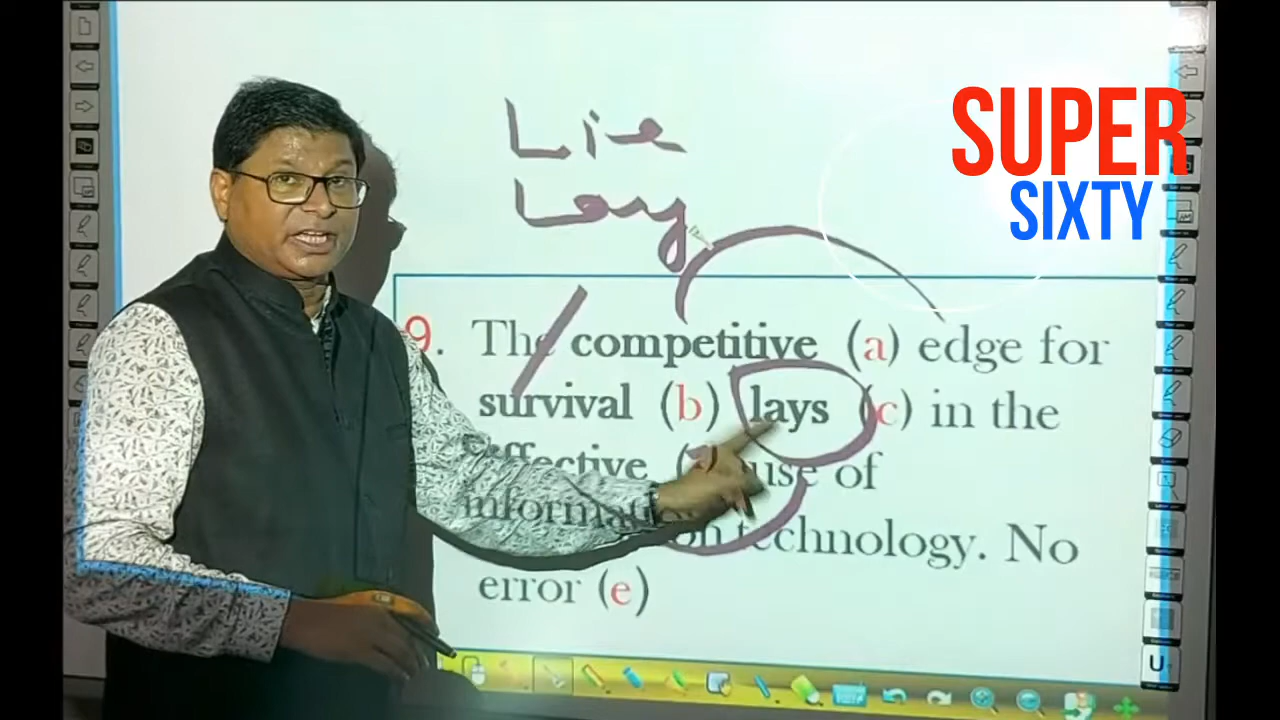 SUPER
SIXTY
Lie
Lay
9. The competitive (a) edge for
survival (b) lays (c) in the
effective use of
information technology. No
error (e)